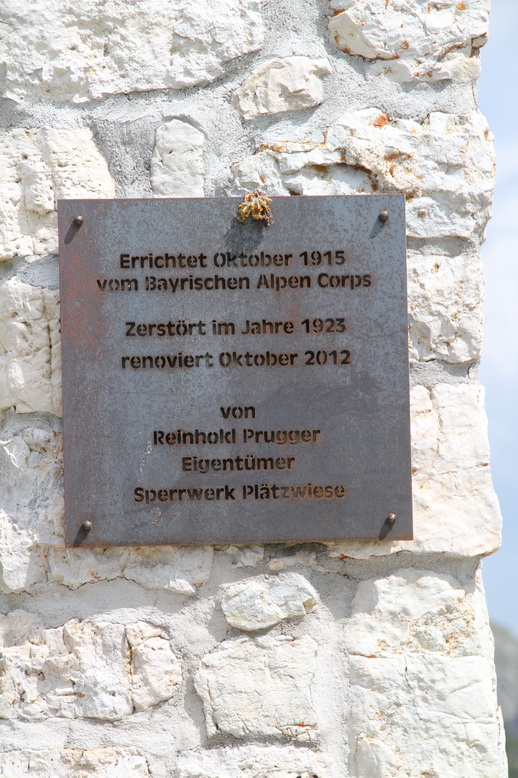 Errichtet Oktober 1915
vom Bayrischen Alpen Corps
Zerstört im Jahre 1923
renoviert Oktober 2012
von
Reinhold Prugger
Eigentümer
Sperrwerk Plätzwiese